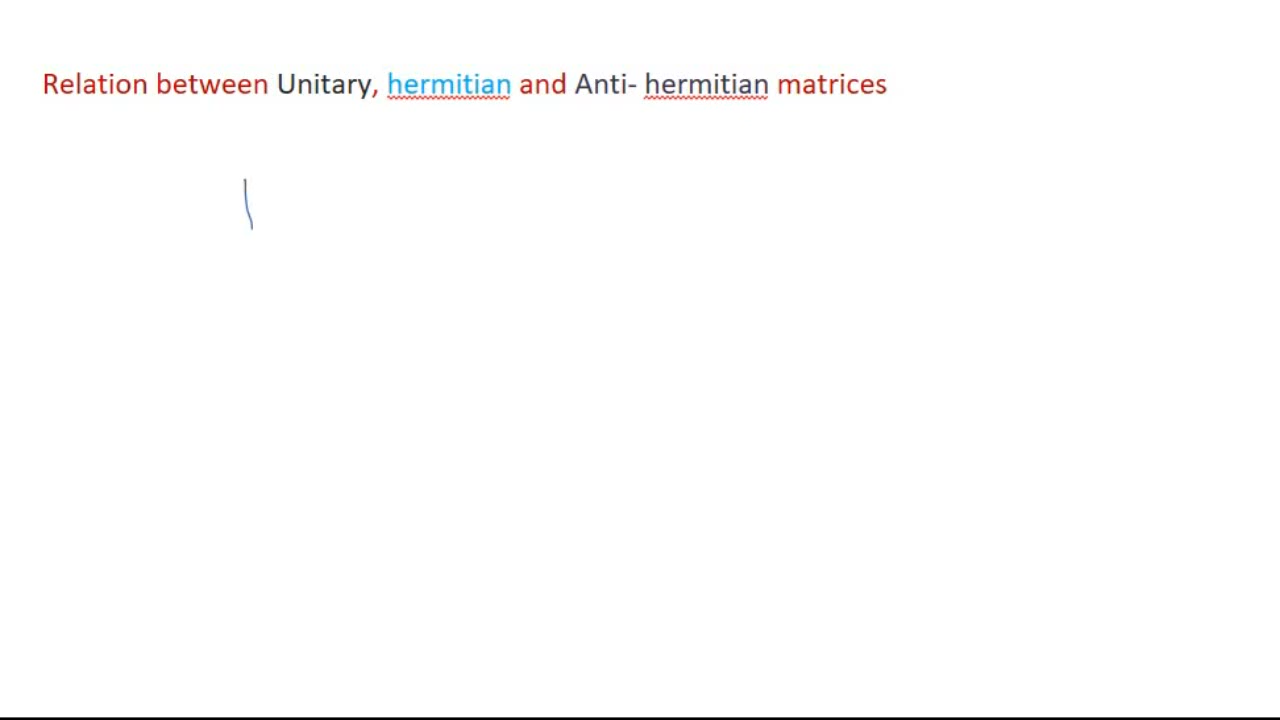 Relation between Unitary, hermitian and Anti- hermitian matrices